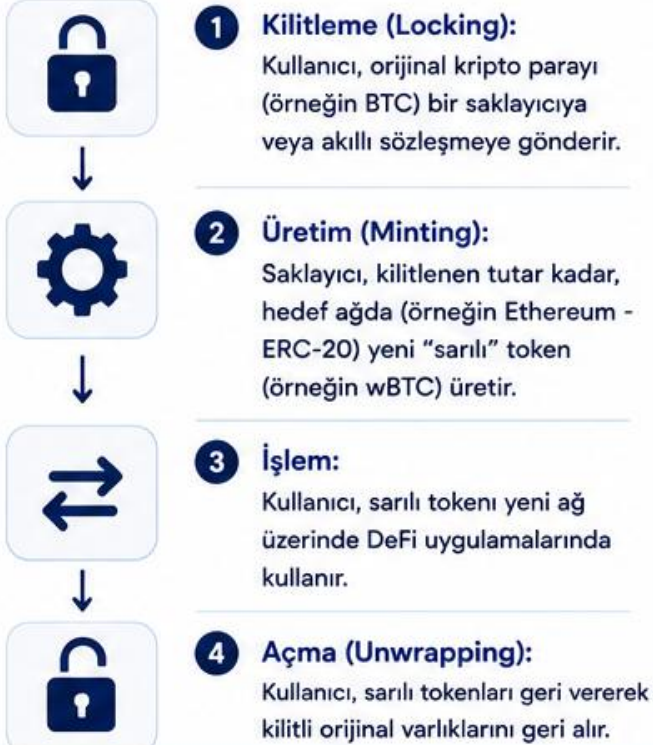 1 Kilitleme (Locking):
Kullanıcı, orijinal kripto parayı
(örneğin BTC) bir saklayıcıya
veya akıllı sözleşmeye gönderir.
2 Üretim (Minting):
Saklayıcı, kilitlenen tutar kadar,
hedef ağda (örneğin Ethereum -
ERC-20) yeni “sarılı” token
(örneğin wBTC) üretir.
3 İşlem:
Kullanıcı, sarılı tokenı yeni ağ
üzerinde DeFi uygulamalarında
kullanır.
4 Açma (Unwrapping):
Kullanıcı, sarılı tokenları geri vererek
kilitli orijinal varlıklarını geri alır.